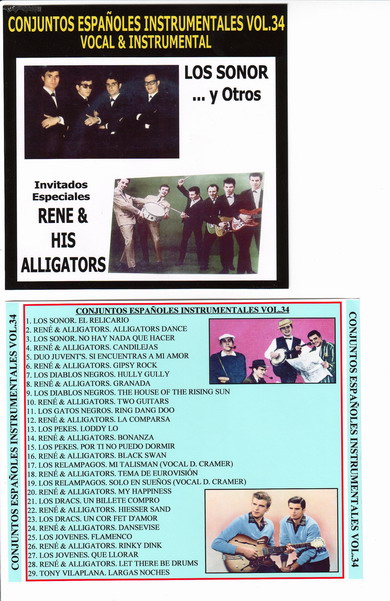 CONJUNTOS ESPAÑOLES INSTRUMENTALES VOL.34
VOCAL & INSTRUMENTAL
LOS SONOR
... y Otros
Invitados
Especiales
RENE &
HIS
ALLIGATORS
CONJUNTOS ESPAÑOLES INSTRUMENTALES VOL.34
CONJUNTOS ESPAÑOLES INSTRUMENTALES VOL.34
1. LOS SONOR. EL RELICARIO
2. RENÉ & ALLIGATORS. ALLIGATORS DANCE
3. LOS SONOR. NO HAY NADA QUE HACER
4. RENÉ & ALLIGATORS. CANDILEJAS
5. DUO JUVENT'S. SI ENCUENTRAS A MI AMOR
6. RENÉ & ALLIGATORS. GIPSY ROCK
7. LOS DIABLOS NEGROS. HULLY GULLY
8. RENÉ & ALLIGATORS. GRANADA
9. LOS DIABLOS NEGROS. THE HOUSE OF THE RISING SUN
10. RENÉ & ALLIGATORS. TWO GUITARS
11. LOS GATOS NEGROS. RING DANG DOO
12. RENÉ & ALLIGATORS. LA COMPARSA
13. LOS PEKES. LODDY LO
14. RENÉ & ALLIGATORS. BONANZA
15. LOS PEKES. POR TI NO PUEDO DORMIR
16. RENÉ & ALLIGATORS. BLACK SWAN
17. LOS RELAMPAGOS. MI TALISMAN (VOCAL D. CRAMER)
18. RENÉ & ALLIGATORS. TEMA DE EUROVISIÓN
19. LOS RELAMPAGOS. SOLO EN SUEÑOS (VOCAL D. CRAMER)
20. RENÉ & ALLIGATORS. MY HAPPINESS
21. LOS DRACS. UN BILLETE COMPRO
22. RENÉ & ALLIGATORS. HIESSER SAND
23. LOS DRACS. UN COR FET D'AMOR
24. RENÉ & ALLIGATORS. DANSEVISE
25. LOS JOVENES. FLAMENCO
26. RENÉ & ALLIGATORS. RINKY DINK
27. LOS JOVENES. QUE LLORAR
28. RENÉ & ALLIGATORS. LET THERE BE DRUMS
29. TONY VILAPLANA. LARGAS NOCHES
CONJUNTOS ESPAÑOLES INSTRUMENTALES VOL.34